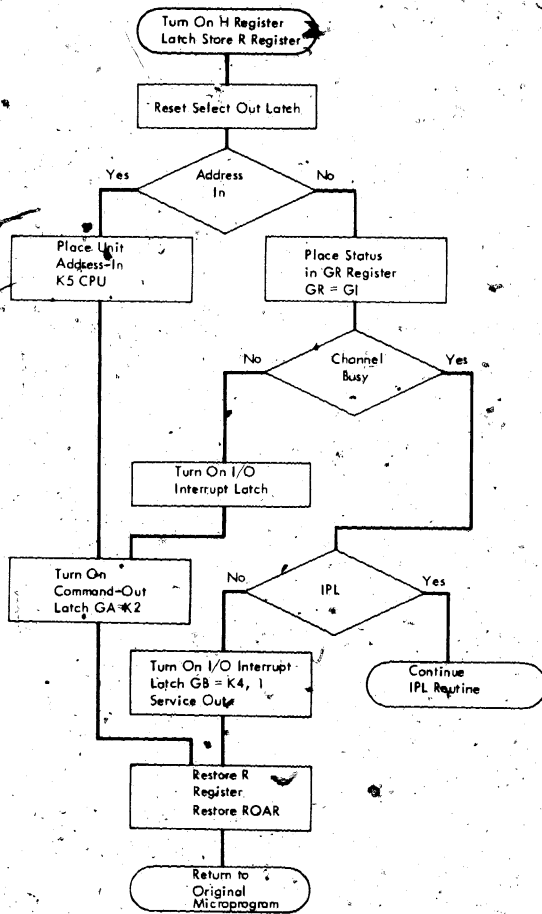 Turn On H Register
Latch Store R Register
Reset Select Out Latch
Address
In
Yes
No
Place Unit
Address-In
K5 CPU
Place Status
in GR Register
GR = GI
Channel
Busy
No
Yes
Turn On I/O
Interrupt Latch
Turn On
Command-Out
Latch GA=K2
IPL
No
Yes
Turn On I/O Interrupt
Latch GB = K4, 1
Service Out
Continue
IPL Routine
Restore R
Register
Restore ROAR
Return to
Original
Microprogram